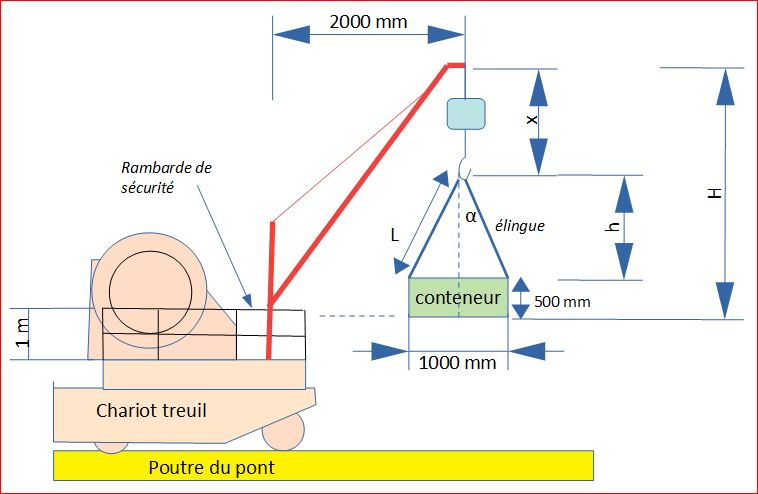 2000 mm
x
H
Rambarde de
sécurité
α
élingue
h
L
conteneur
500 mm
1 m
1000 mm
Chariot treuil
Poutre du pont